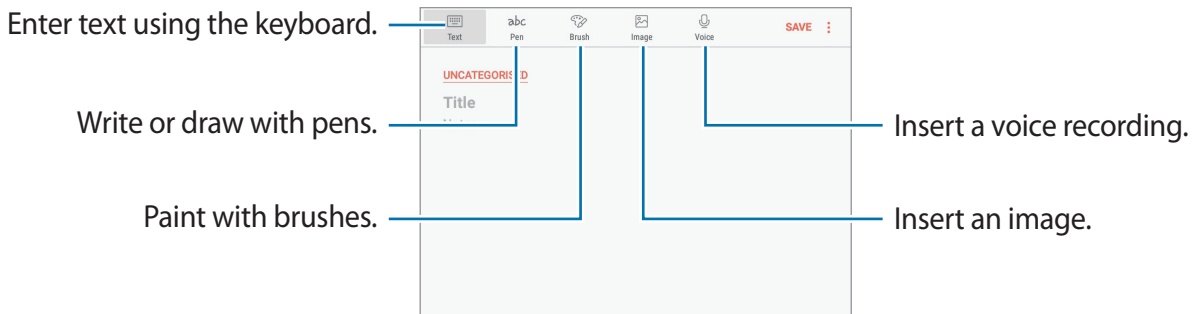 Enter text using the keyboard.
Text
abc
Pen
Brush
Image
Voice
SAVE
UNCATEGORISED
Title
Write or draw with pens.
Insert a voice recording.
Paint with brushes.
Insert an image.